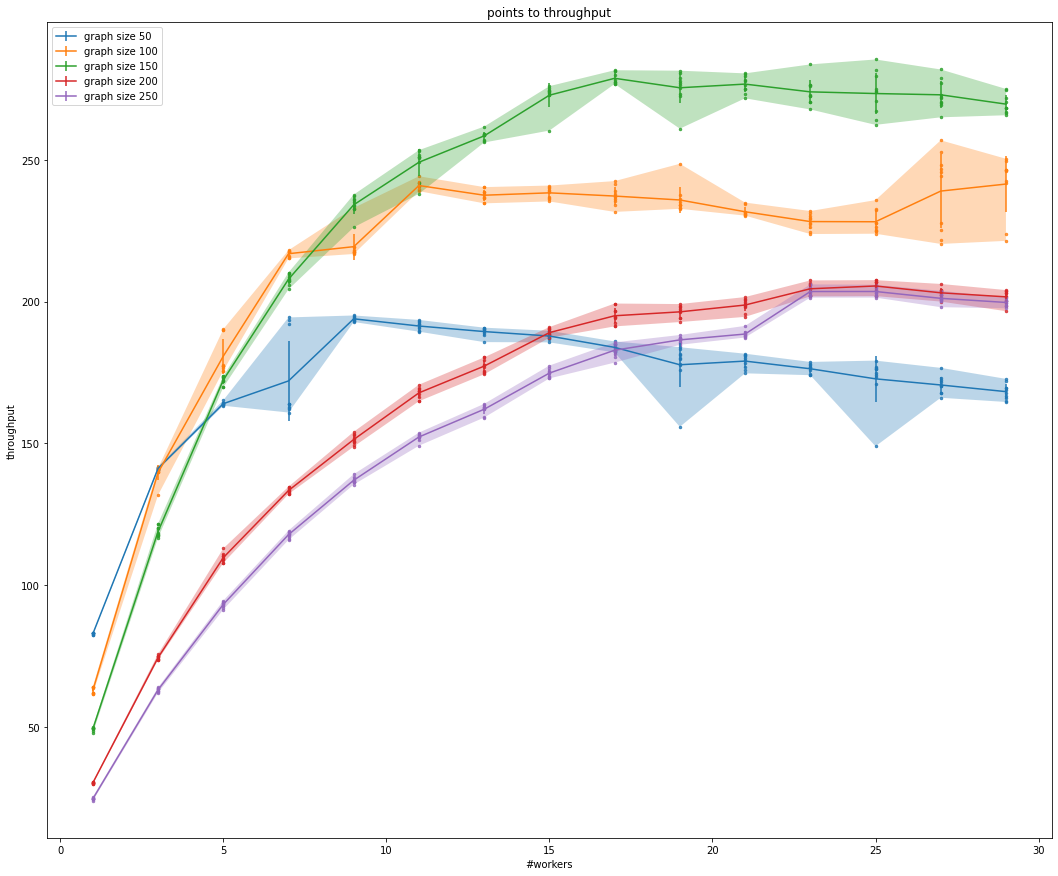 points to throughput
graph size 50
graph size 100
graph size 150
graph size 200
graph size 250
throughput
250
200
150
100
50
0
5
10
15
20
25
30
#workers